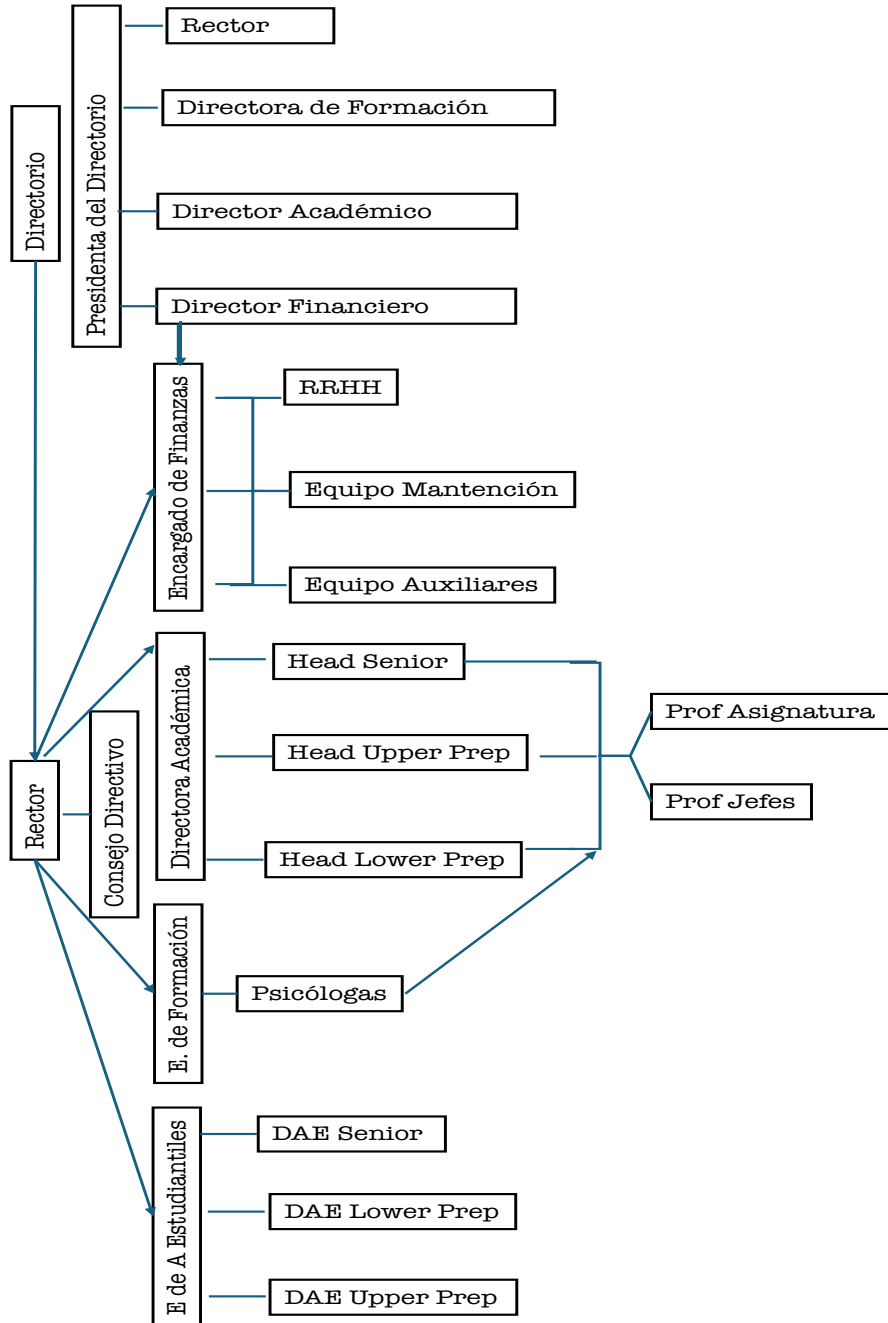 Directorio
Presidenta del Directorio
Rector
Directora de Formación
Director Académico
Director Financiero
Encargado de Finanzas
RRHH
Equipo Mantención
Equipo Auxiliares
Rector
Consejo Directivo
Directora Académica
Head Senior
Head Upper Prep
Head Lower Prep
Prof Asignatura
Prof Jefes
E. de Formación
Psicólogas
E de A Estudiantiles
DAE Senior
DAE Lower Prep
DAE Upper Prep